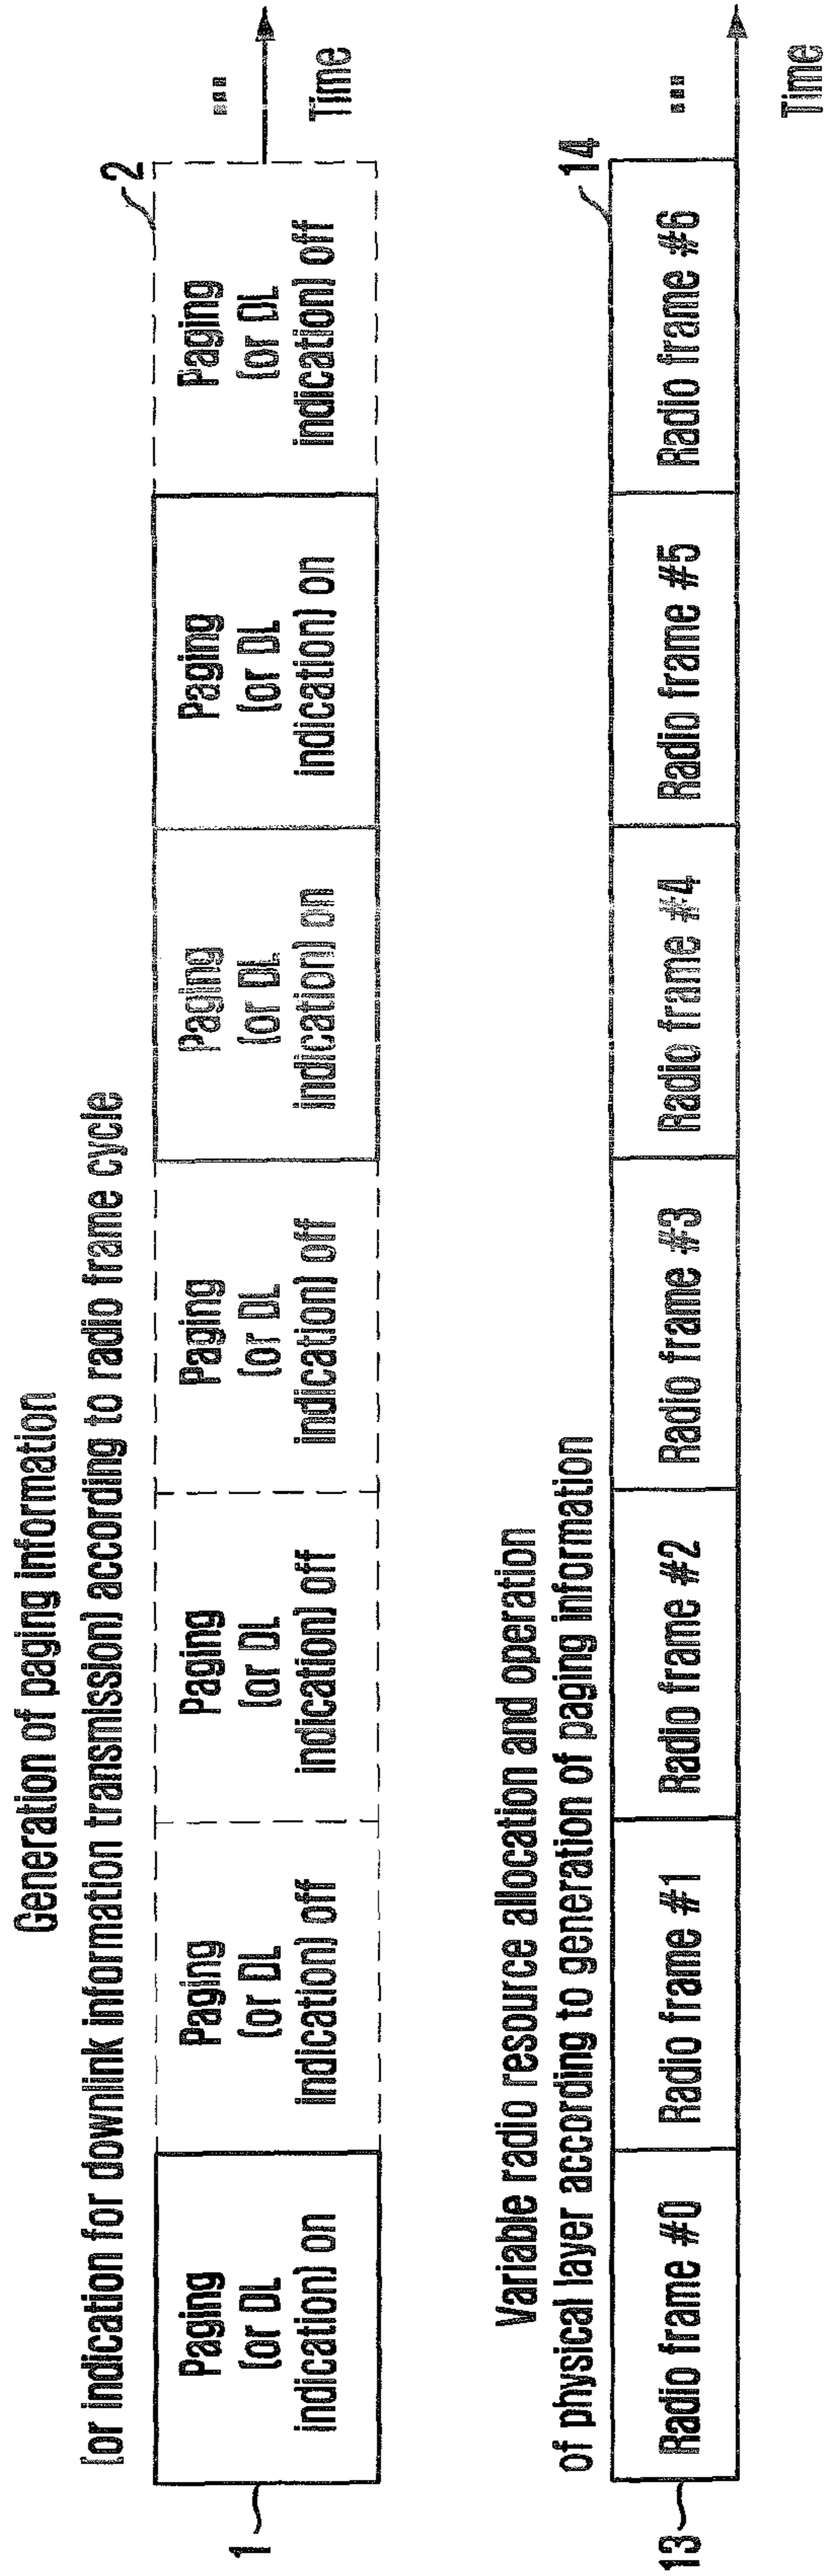 Generation of paging information
(or indication for downlink information transmission) according to radio frame cycle
1
Paging
(or DL
indication) on
Paging
(or DL
indication) off
Paging
(or DL
indication) off
Paging
(or DL
indication) off
Paging
(or DL
indication) on
Paging
(or DL
indication) on
Paging
(or DL
indication) off
2
...
Time
Variable radio resource allocation and operation
of physical layer according to generation of paging information
13
Radio frame #0
Radio frame #1
Radio frame #2
Radio frame #3
Radio frame #4
Radio frame #5
Radio frame #6
14
...
Time